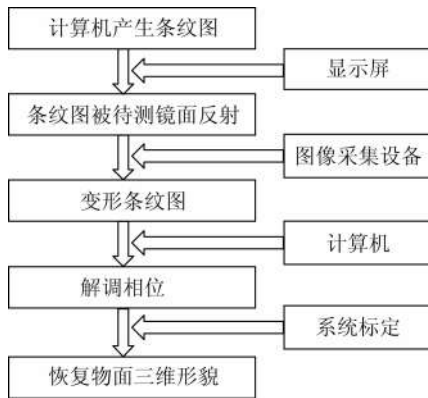 计算机产生条纹图
显示屏
条纹图被待测镜面反射
图像采集设备
变形条纹图
计算机
解调相位
系统标定
恢复物面三维形貌